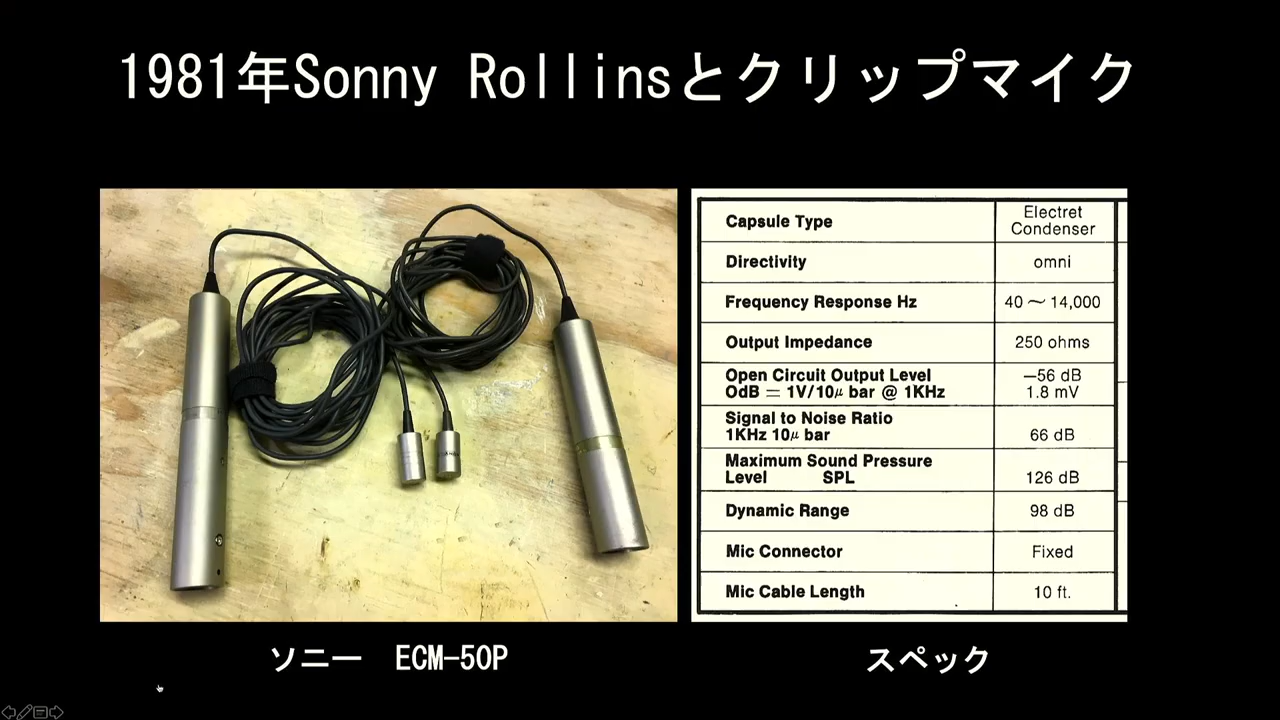 1981年Sonny Rollinsとクリップマイク
Capsule Type
Electret
Condenser
Directivity
omni
Frequency Response Hz
40 ～ 14,000
Output Impedance
250 ohms
Open Circuit Output Level
OdB = 1V/10μ bar @ 1KHz
—56 dB
1.8 mV
Signal to Noise Ratio
1KHz 10μ bar
66 dB
Maximum Sound Pressure
Level SPL
126 dB
Dynamic Range
98 dB
Mic Connector
Fixed
Mic Cable Length
10 ft.
ソニー ECM-50P
スペック